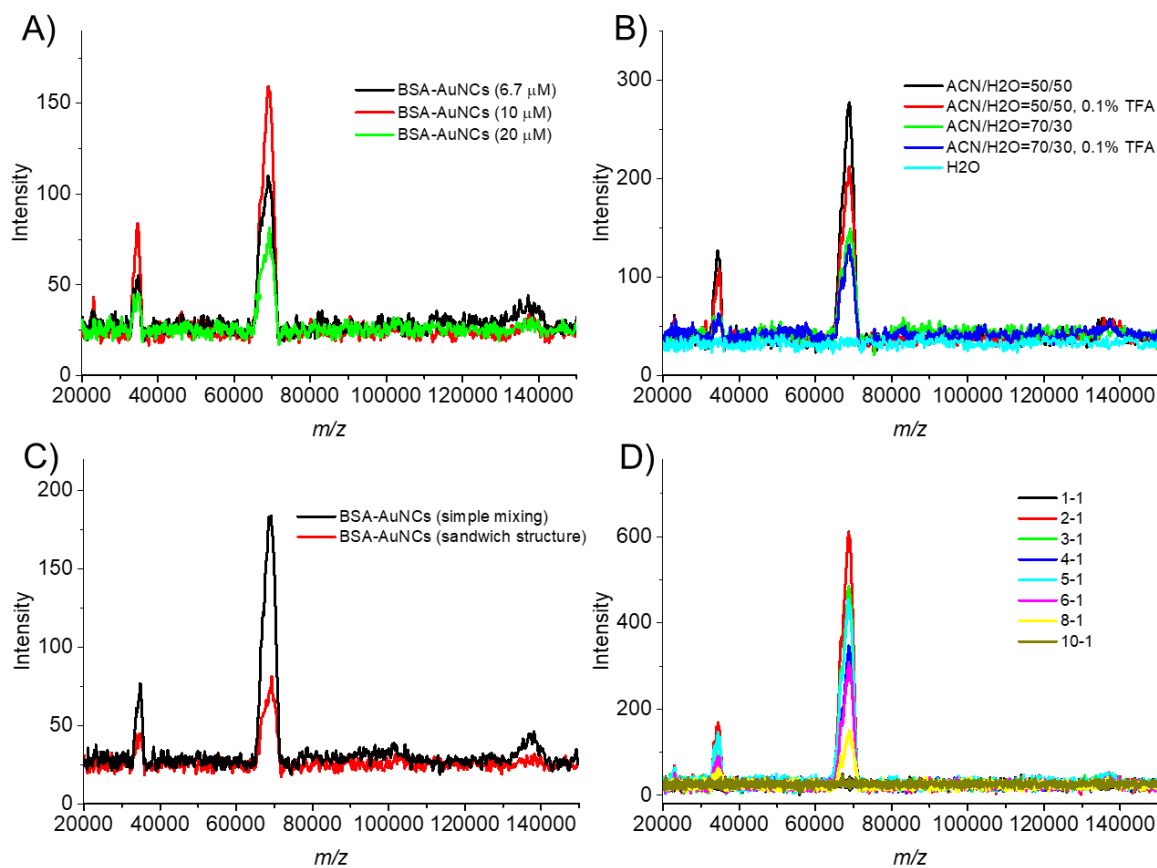 A)
BSA-AuNCs (6.7 μM)
BSA-AuNCs (10 μM)
BSA-AuNCs (20 μM)
150
100
50
0
Intensity
20000 40000 60000 80000 100000 120000 140000
m/z
B)
ACN/H2O=50/50
ACN/H2O=50/50, 0.1% TFA
ACN/H2O=70/30
ACN/H2O=70/30, 0.1% TFA
H2O
300
200
100
0
Intensity
20000 40000 60000 80000 100000 120000 140000
m/z
C)
BSA-AuNCs (simple mixing)
BSA-AuNCs (sandwich structure)
200
150
100
50
0
Intensity
20000 40000 60000 80000 100000 120000 140000
m/z
D)
1-1
2-1
3-1
4-1
5-1
6-1
8-1
10-1
600
400
200
0
Intensity
20000 40000 60000 80000 100000 120000 140000
m/z